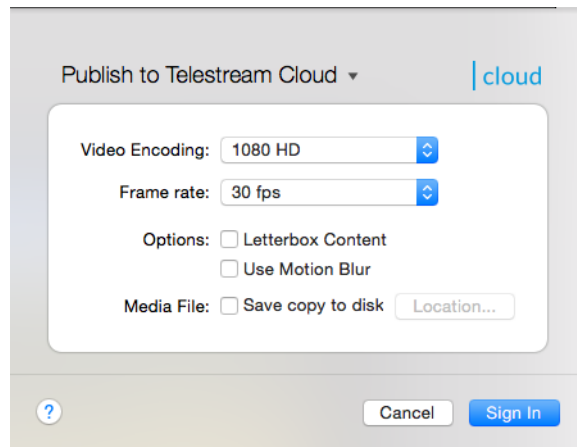 Publish to Telestream Cloud
cloud
Video Encoding: 1080 HD
Frame rate: 30 fps
Options: Letterbox Content
Use Motion Blur
Media File: Save copy to disk Location...
? Cancel Sign In